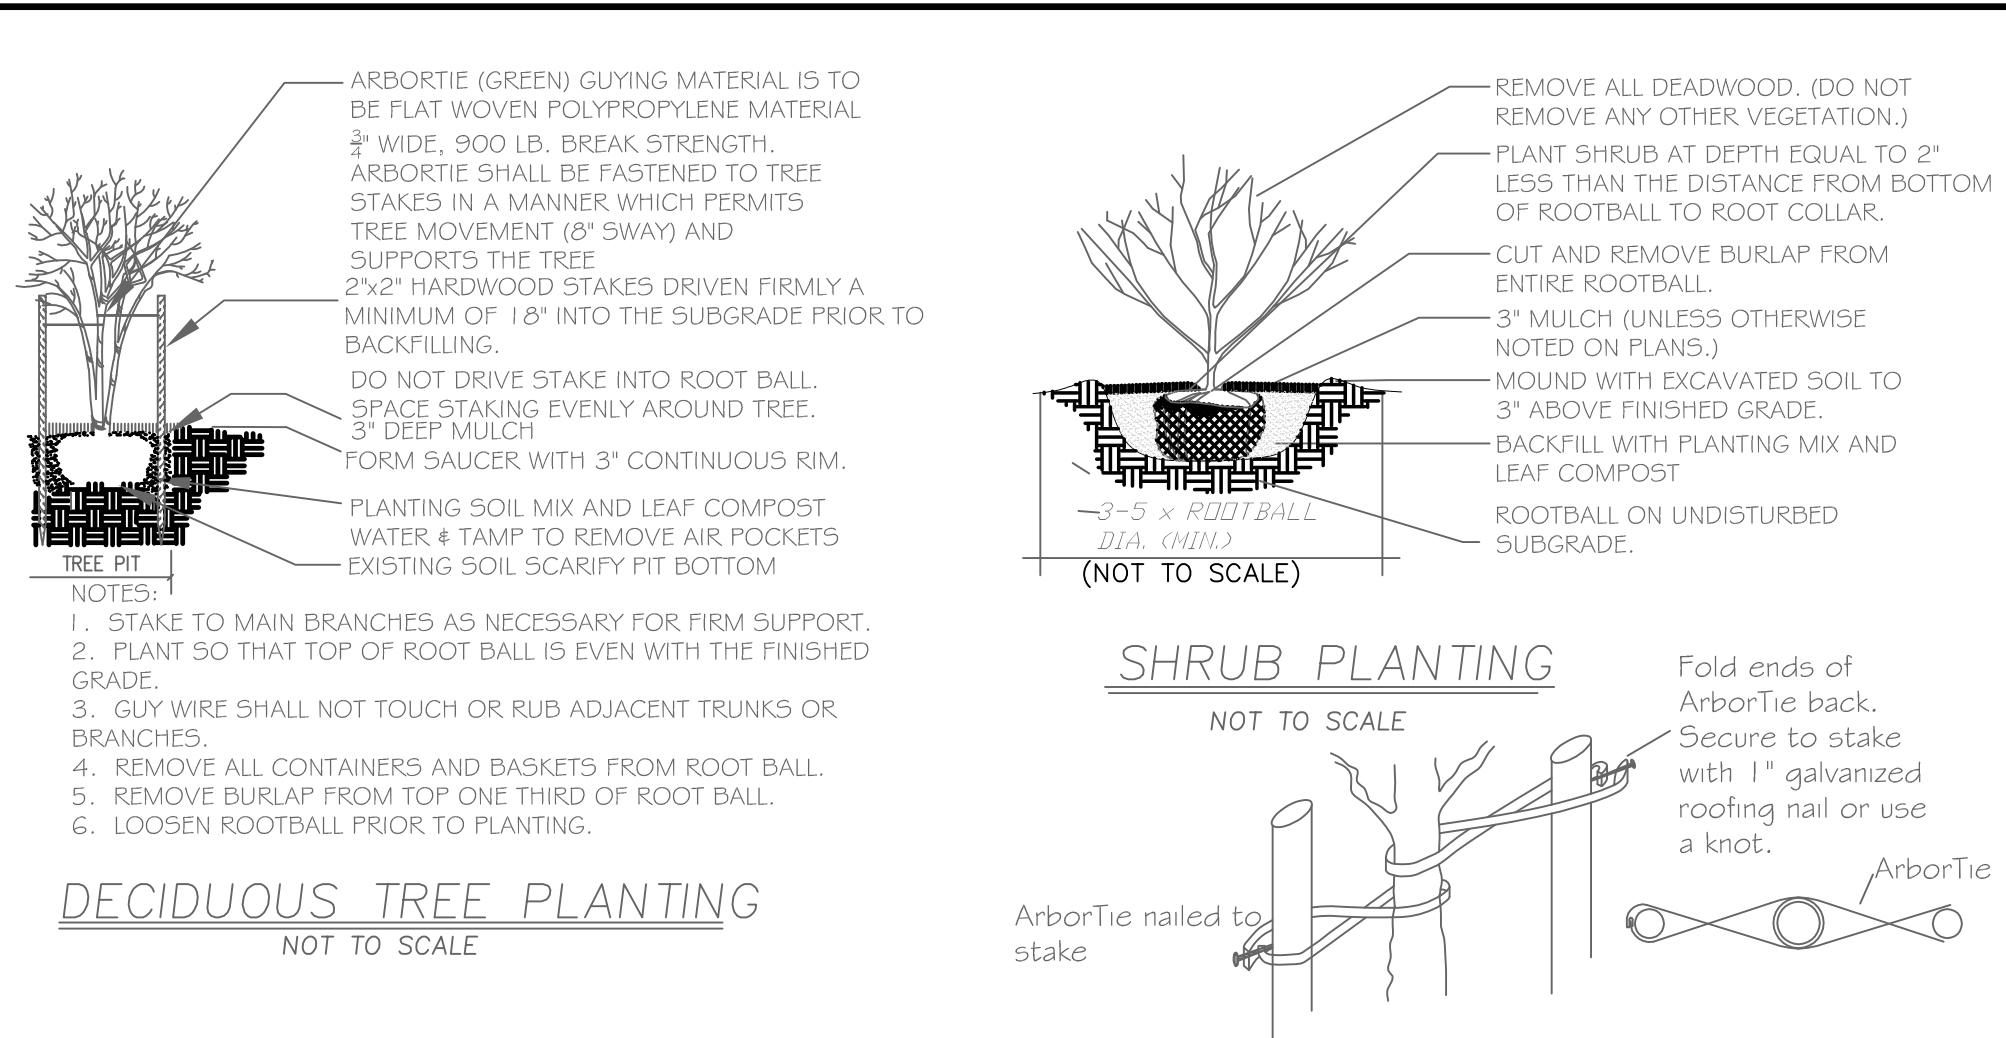 ARBORTIE (GREEN) GUYING MATERIAL IS TO
BE FLAT WOVEN POLYPROPYLENE MATERIAL
3/4" WIDE, 900 LB. BREAK STRENGTH.
ARBORTIE SHALL BE FASTENED TO TREE
STAKES IN A MANNER WHICH PERMITS
TREE MOVEMENT (8" SWAY) AND
SUPPORTS THE TREE
2"x2" HARDWOOD STAKES DRIVEN FIRMLY A
MINIMUM OF 18" INTO THE SUBGRADE PRIOR TO
BACKFILLING.
DO NOT DRIVE STAKE INTO ROOT BALL.
SPACE STAKING EVENLY AROUND TREE.
3" DEEP MULCH
FORM SAUCER WITH 3" CONTINUOUS RIM.
PLANTING SOIL MIX AND LEAF COMPOST
WATER & TAMP TO REMOVE AIR POCKETS
EXISTING SOIL SCARIFY PIT BOTTOM
TREE PIT
NOTES:
1. STAKE TO MAIN BRANCHES AS NECESSARY FOR FIRM SUPPORT.
2. PLANT SO THAT TOP OF ROOT BALL IS EVEN WITH THE FINISHED
GRADE.
3. GUY WIRE SHALL NOT TOUCH OR RUB ADJACENT TRUNKS OR
BRANCHES.
4. REMOVE ALL CONTAINERS AND BASKETS FROM ROOT BALL.
5. REMOVE BURLAP FROM TOP ONE THIRD OF ROOT BALL.
6. LOOSEN ROOTBALL PRIOR TO PLANTING.
DECIDUOUS TREE PLANTING
NOT TO SCALE
REMOVE ALL DEADWOOD. (DO NOT
REMOVE ANY OTHER VEGETATION.)
PLANT SHRUB AT DEPTH EQUAL TO 2"
LESS THAN THE DISTANCE FROM BOTTOM
OF ROOTBALL TO ROOT COLLAR.
CUT AND REMOVE BURLAP FROM
ENTIRE ROOTBALL.
3" MULCH (UNLESS OTHERWISE
NOTED ON PLANS.)
MOUND WITH EXCAVATED SOIL TO
3" ABOVE FINISHED GRADE.
BACKFILL WITH PLANTING MIX AND
LEAF COMPOST
ROOTBALL ON UNDISTURBED
SUBGRADE.
3-5 x ROOTBALL
DIA. (MIN.)
(NOT TO SCALE)
SHRUB PLANTING
NOT TO SCALE
Fold ends of
ArborTie back.
Secure to stake
with 1" galvanized
roofing nail or use
a knot.
ArborTie
ArborTie nailed to
stake